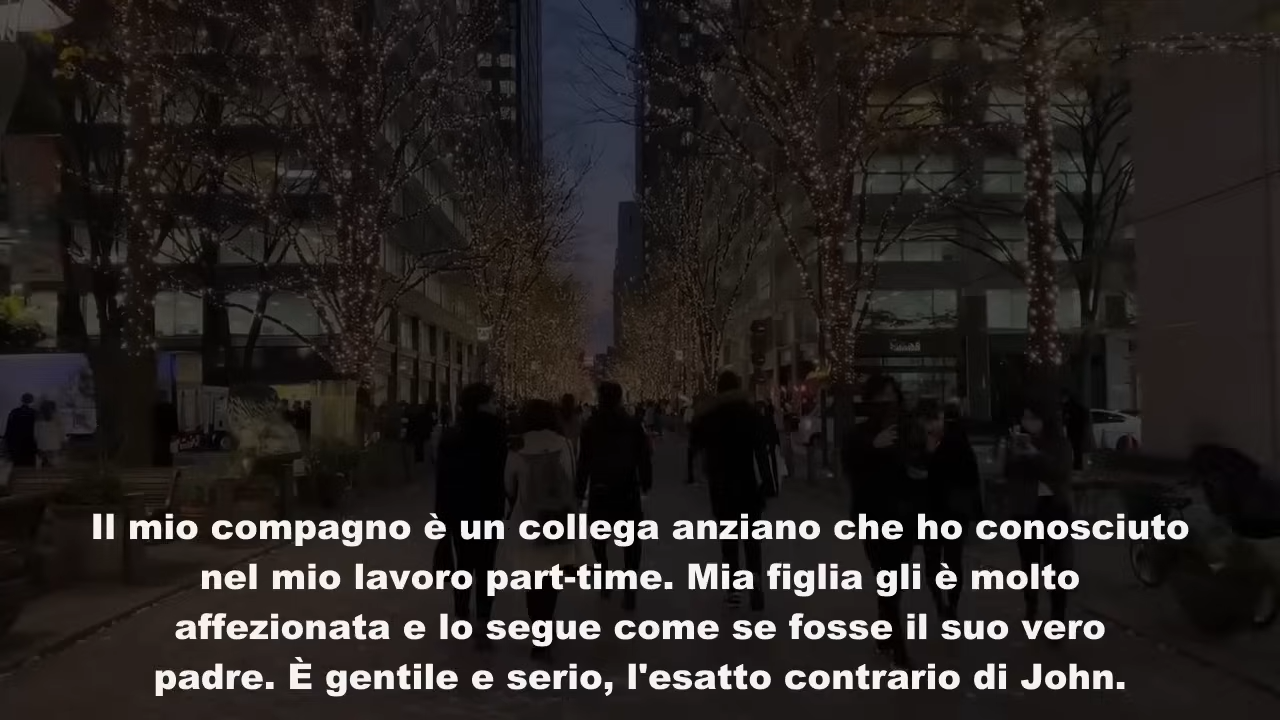 Il mio compagno è un collega anziano che ho conosciuto
nel mio lavoro part-time. Mia figlia gli è molto
affezionata e lo segue come se fosse il suo vero
padre. È gentile e serio, l'esatto contrario di John.